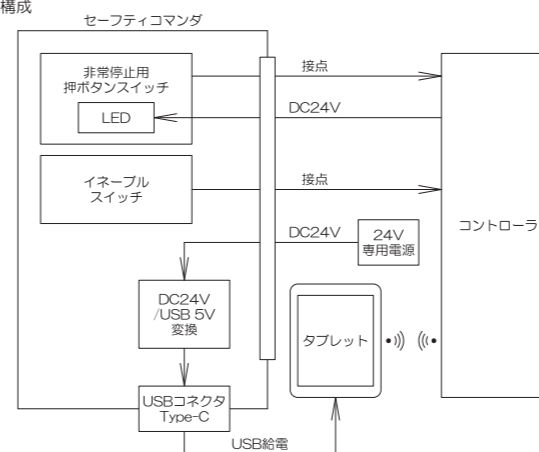 構成
セーフティコマンダ
非常停止用
押ボタンスイッチ
LED
接点
DC24V
イネーブル
スイッチ
接点
コントローラ
DC24V
24V
専用電源
DC24V
/USB 5V
変換
タブレット
USBコネクタ
Type-C
USB給電